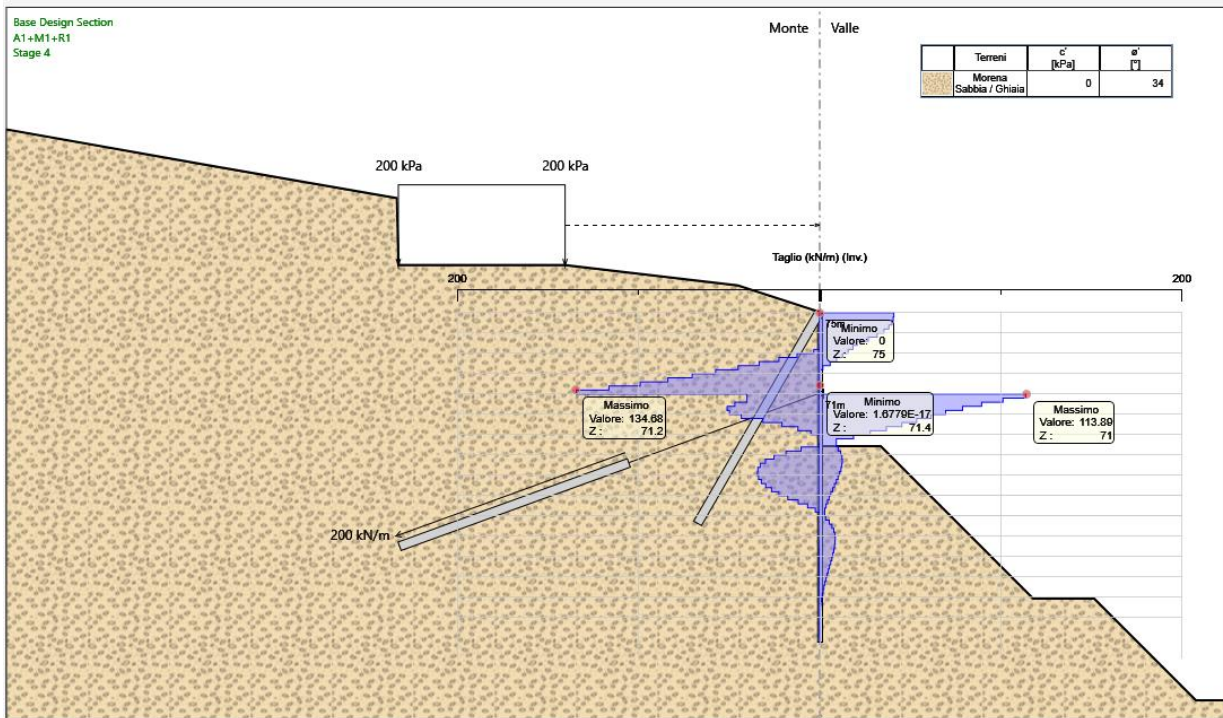 Base Design Section
A1+M1+R1
Stage 4
Monte
Valle
Terreni
c'
[kPa]
ø'
[°]
Morena
Sabbia / Ghiaia
0
34
200 kPa
200 kPa
Taglio (kN/m) (Inv.)
200
200
75m
Minimo
Valore: 0
Z : 75
71m
Minimo
Valore: 1.6779E-17
Z : 71.4
Massimo
Valore: 134.68
Z : 71.2
Massimo
Valore: 113.89
Z : 71
200 kN/m